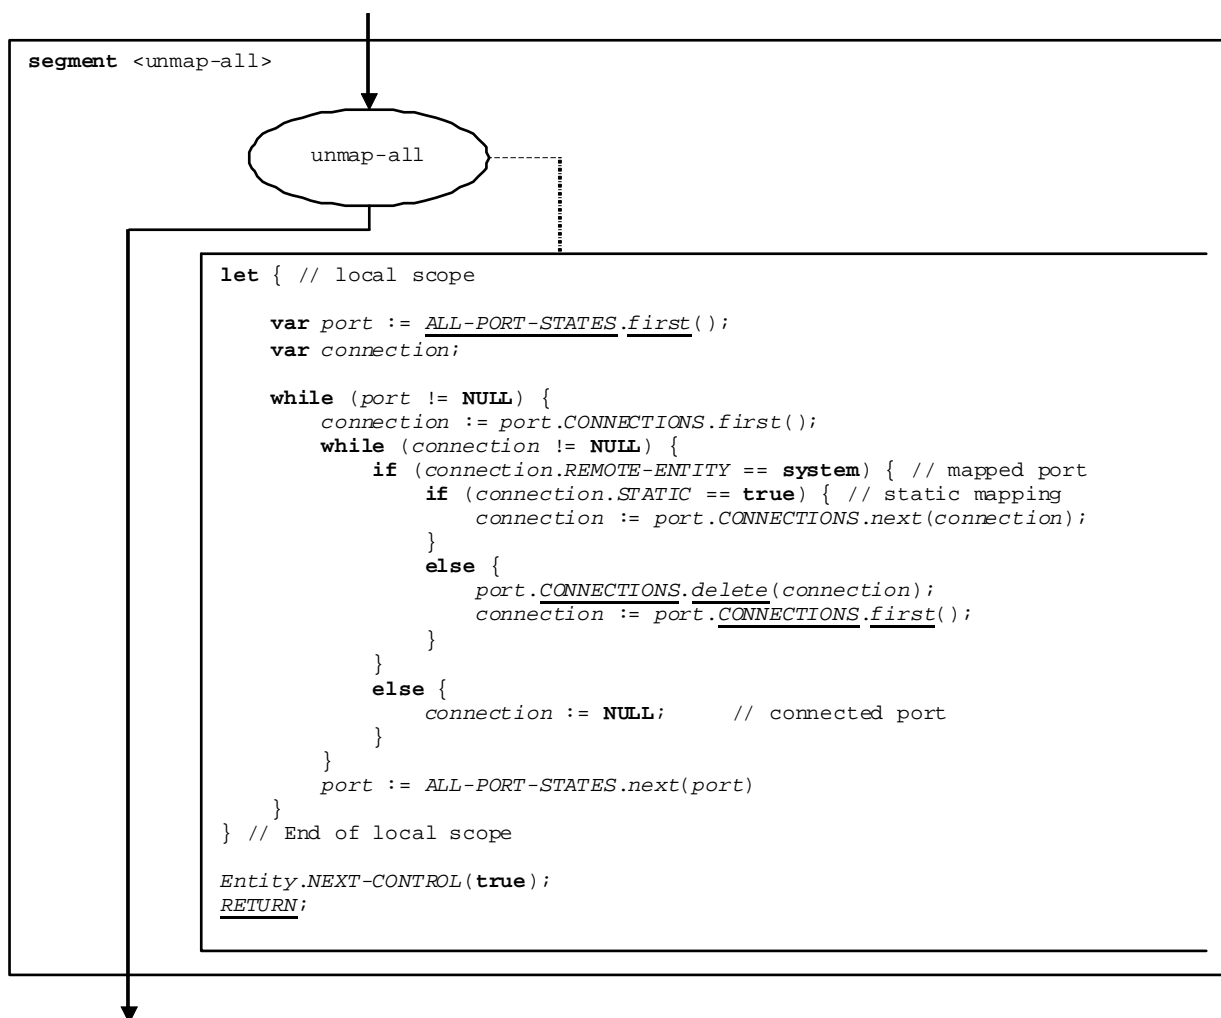 segment <unmap-all>
unmap-all
let { // local scope
var port := ALL-PORT-STATES.first();
var connection;
while (port != NULL) {
connection := port.CONNECTIONS.first();
while (connection != NULL) {
if (connection.REMOTE-ENTITY == system) { // mapped port
if (connection.STATIC == true) { // static mapping
connection := port.CONNECTIONS.next(connection);
}
else {
port.CONNECTIONS.delete(connection);
connection := port.CONNECTIONS.first();
}
}
else {
connection := NULL; // connected port
}
}
port := ALL-PORT-STATES.next(port)
}
} // End of local scope
Entity.NEXT-CONTROL(true);
RETURN;